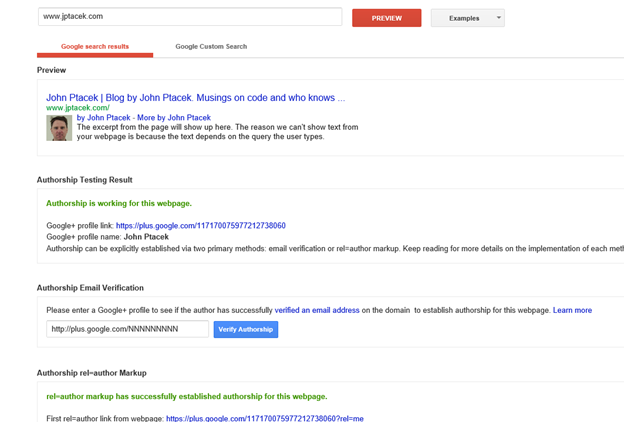 www.jptacek.com
PREVIEW
Examples
Google search results
Google Custom Search
Preview
John Ptacek | Blog by John Ptacek. Musings on code and who knows ...
www.jptacek.com/
by John Ptacek - More by John Ptacek
The excerpt from the page will show up here. The reason we can't show text from
your webpage is because the text depends on the query the user types.
Authorship Testing Result
Authorship is working for this webpage.
Google+ profile link: https://plus.google.com/117170075977212738060
Google+ profile name: John Ptacek
Authorship can be explicitly established via two primary methods: email verification or rel=author markup. Keep reading for more details on the implementation of each meth
Authorship Email Verification
Please enter a Google+ profile to see if the author has successfully verified an email address on the domain to establish authorship for this webpage. Learn more
http://plus.google.com/NNNNNNNNN
Verify Authorship
Authorship rel=author Markup
rel=author markup has successfully established authorship for this webpage.
First rel=author link from webpage: https://plus.google.com/117170075977212738060?rel=me